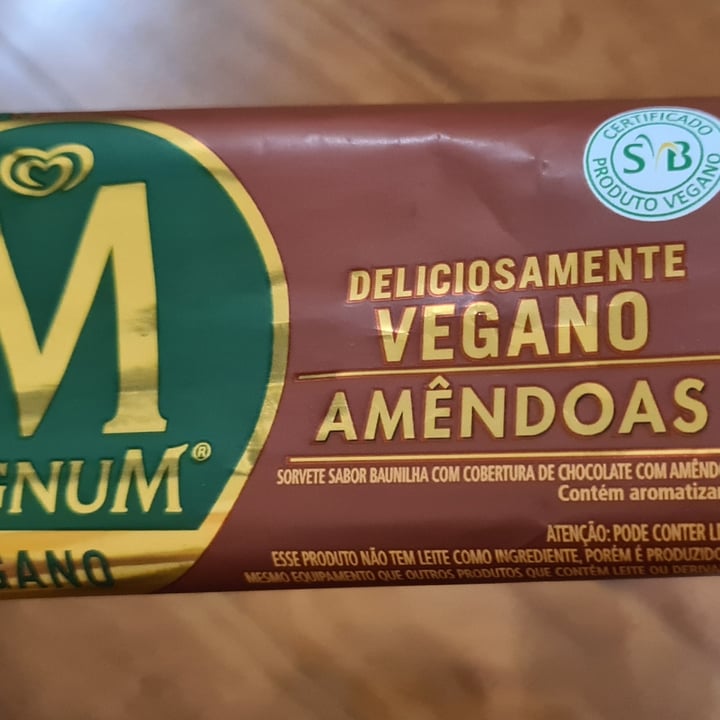 M
GNUM®
GANO
CERTIFICADO
SVB
PRODUTO VEGANO
DELICIOSAMENTE
VEGANO
AMÊNDOAS
SORVETE SABOR BAUNILHA COM COBERTURA DE CHOCOLATE COM AMÊNDO
Contém aromatizan
ATENÇÃO: PODE CONTER LE
ESSE PRODUTO NÃO TEM LEITE COMO INGREDIENTE, PORÉM É PRODUZIDO
MESMO EQUIPAMENTO QUE OUTROS PRODUTOS QUE CONTÊM LEITE OU DERIVA